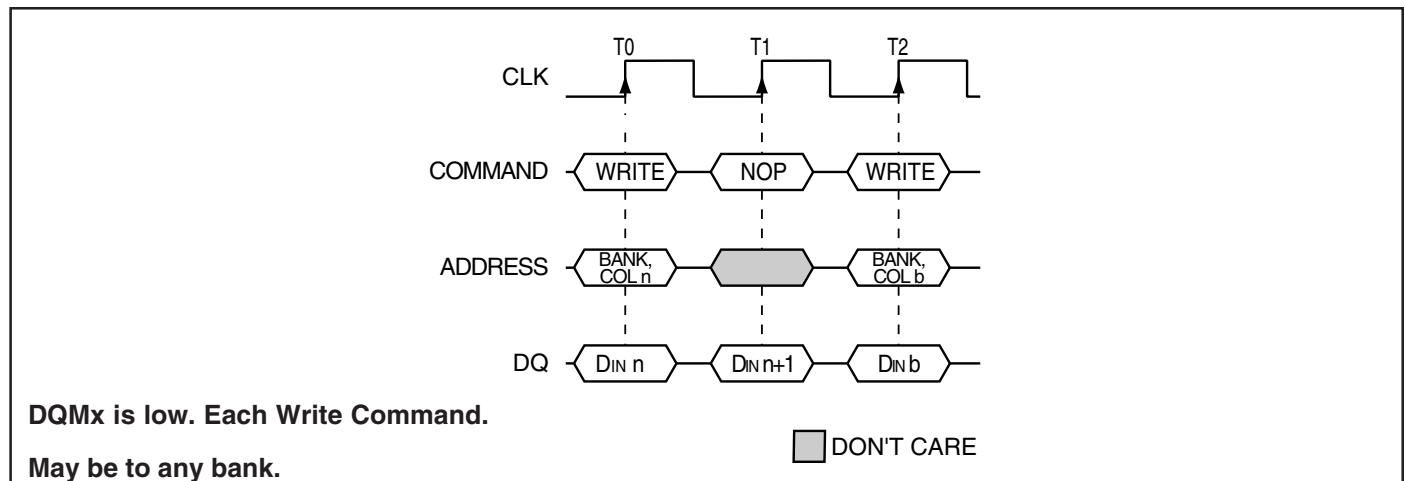 T0 T1 T2
CLK
COMMAND WRITE NOP WRITE
ADDRESS BANK, COL n BANK, COL b
DQ DIN n DIN n+1 DIN b
DQMx is low. Each Write Command.
DON'T CARE
May be to any bank.